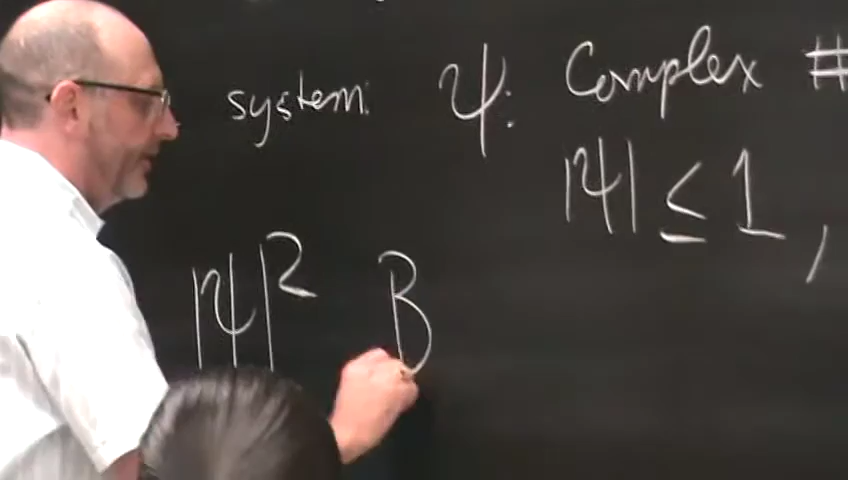 system: ψ: Complex #
|ψ| ≤ 1,
|ψ|² B